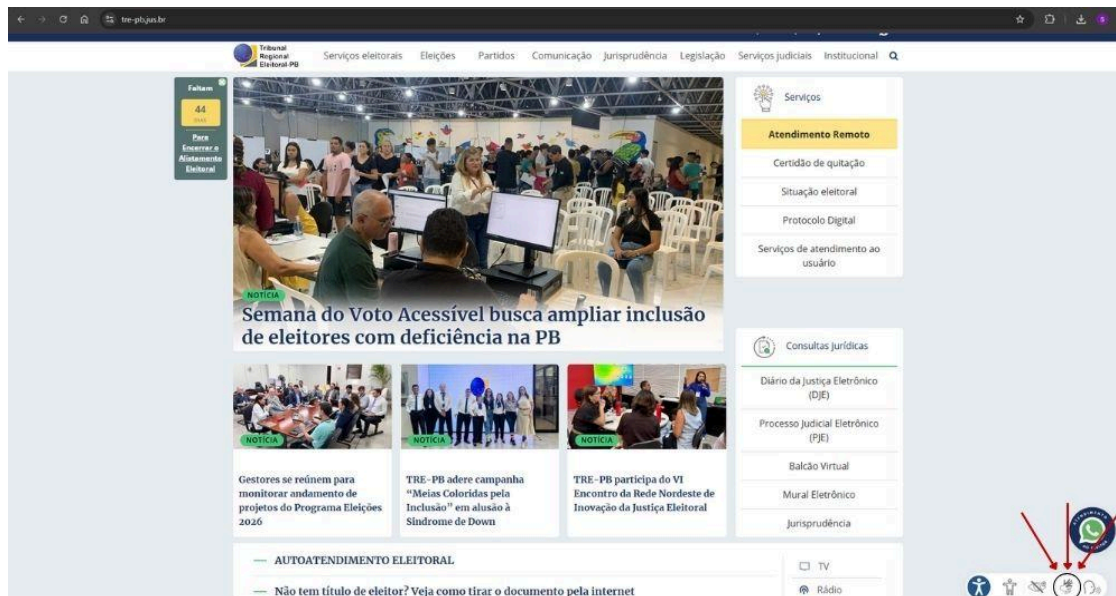 tre-pb.jus.br
Tribunal
Regional
Eleitoral-PB
Serviços eleitorais Eleições Partidos Comunicação Jurisprudência Legislação Serviços judiciais Institucional
Faltam
44
Para
Encerrar o
Alistamento
Eleitoral
NOTÍCIA
Semana do Voto Acessível busca ampliar inclusão
de eleitores com deficiência na PB
NOTÍCIA
Gestores se reúnem para
monitorar andamento de
projetos do Programa Eleições
2026
NOTÍCIA
TRE-PB adere campanha
“Meias Coloridas pela
Inclusão” em alusão à
Síndrome de Down
NOTÍCIA
TRE-PB participa do VI
Encontro da Rede Nordeste de
Inovação da Justiça Eleitoral
Serviços
Atendimento Remoto
Certidão de quitação
Situação eleitoral
Protocolo Digital
Serviços de atendimento ao
usuário
Consultas Jurídicas
Diário da Justiça Eletrônico
(DJE)
Processo Judicial Eletrônico
(PJE)
Balcão Virtual
Mural Eletrônico
Jurisprudência
— AUTOATENDIMENTO ELEITORAL
— Não tem título de eleitor? Veja como tirar o documento pela internet
TV
Rádio